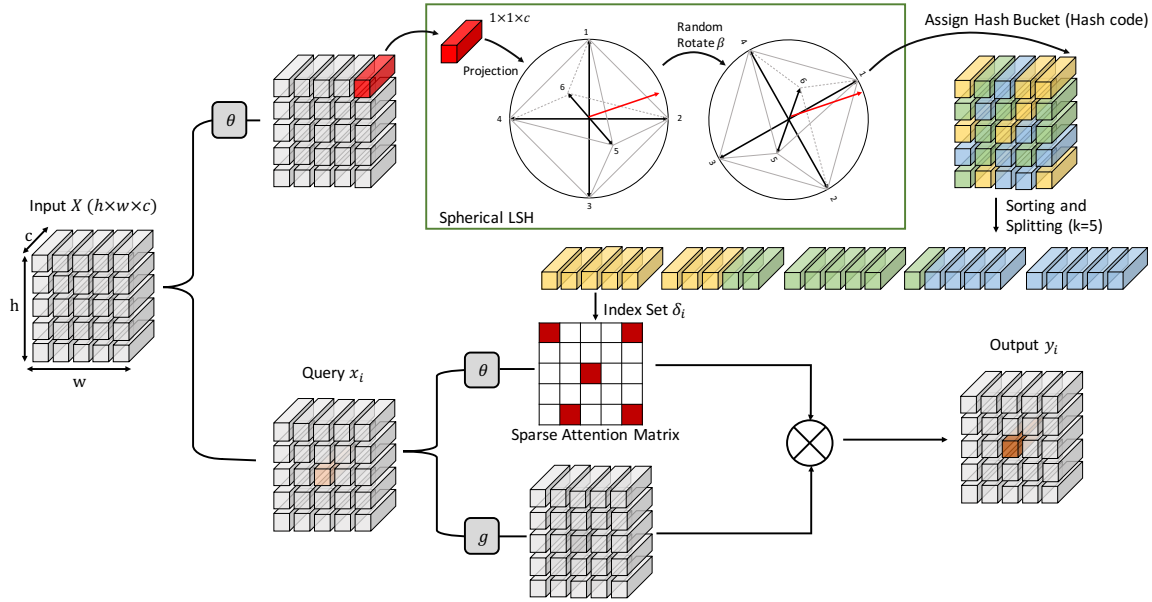 1×1×c
Projection
1
2
3
4
5
6
Random
Rotate β
4
6
1
3
5
2
Spherical LSH
Assign Hash Bucket (Hash code)
θ
Input X (h×w×c)
c
h
w
Sorting and
Splitting (k=5)
Index Set δᵢ
Query xᵢ
θ
Sparse Attention Matrix
g
Output yᵢ